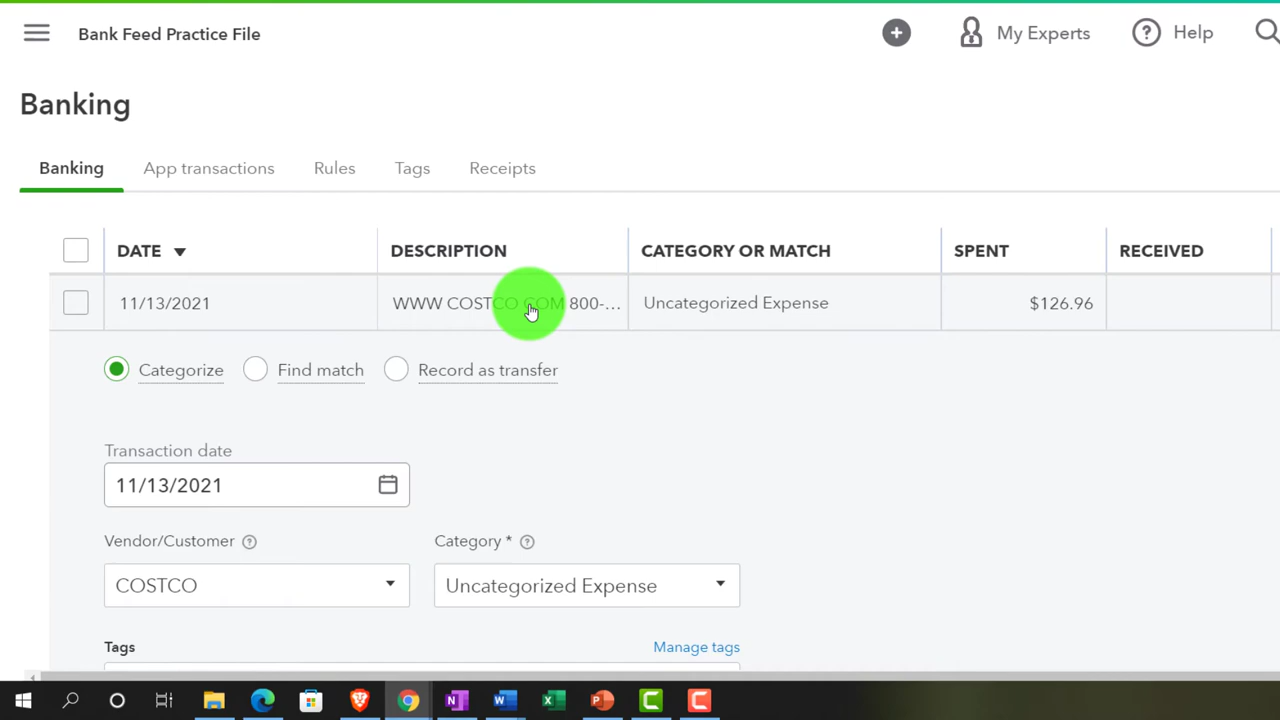 Bank Feed Practice File
My Experts
Help
Banking
Banking App transactions Rules Tags Receipts
DATE DESCRIPTION CATEGORY OR MATCH SPENT RECEIVED
11/13/2021 WWW COSTCO COM 800-... Uncategorized Expense $126.96
Categorize Find match Record as transfer
Transaction date
11/13/2021
Vendor/Customer Category *
COSTCO Uncategorized Expense
Tags Manage tags